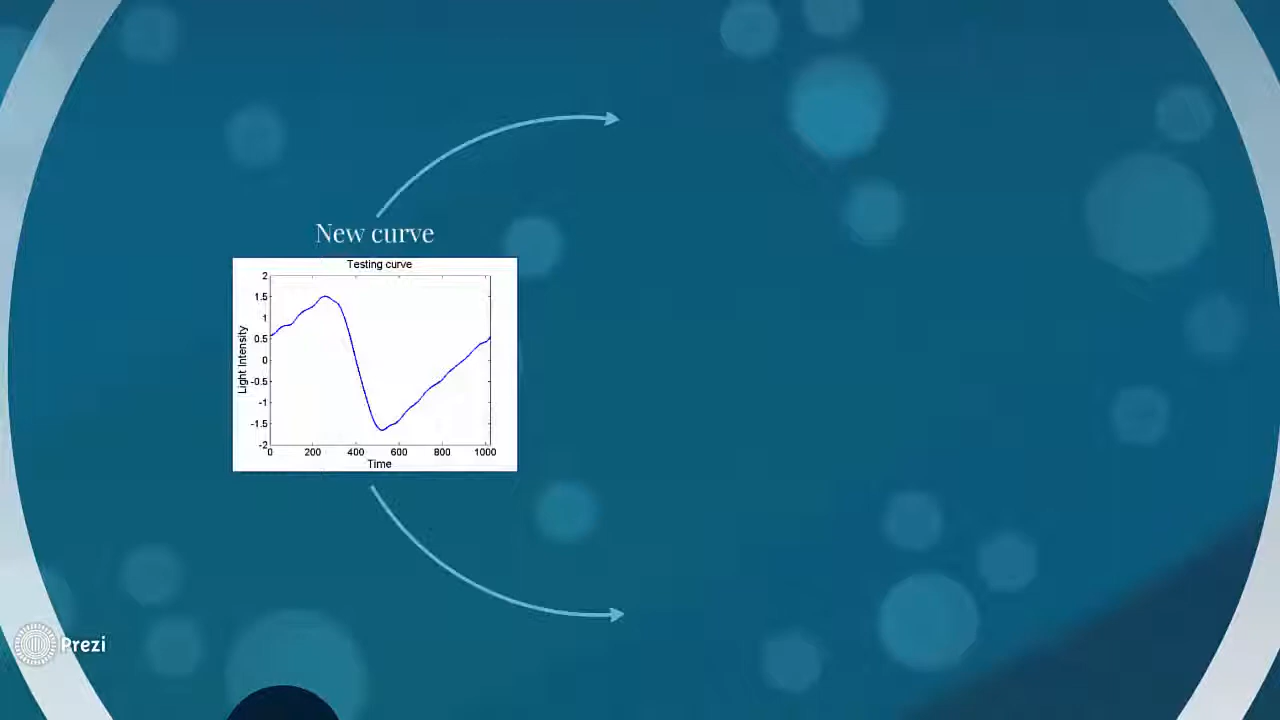 New curve
Testing curve
2
1.5
1
0.5
0
-0.5
-1
-1.5
-2
Light Intensity
0 200 400 600 800 1000
Time
Prezi